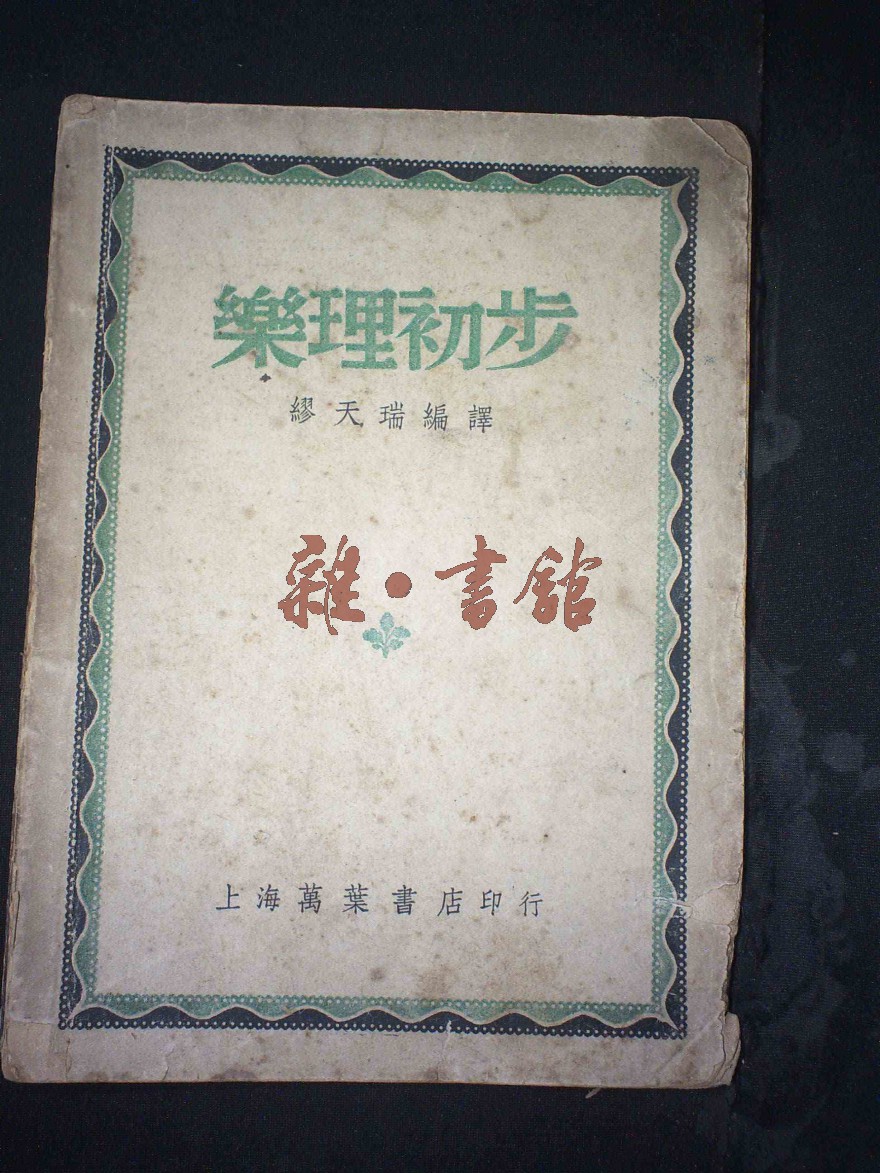 樂理初步
繆天瑞編譯
雜·書館
上海萬葉書店印行